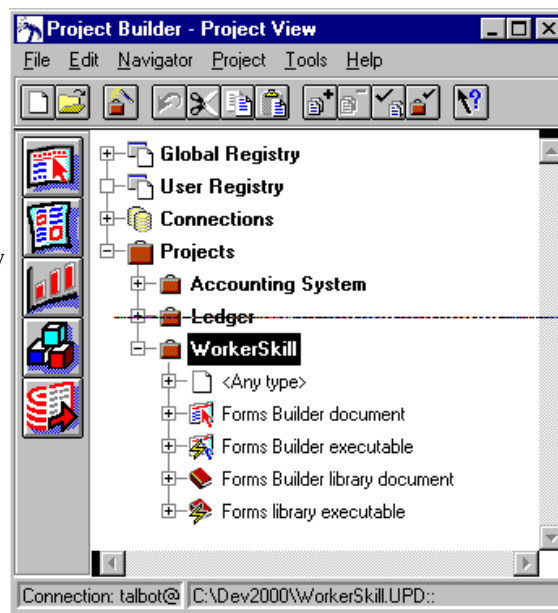 Project Builder - Project View
File Edit Navigator Project Tools Help
Global Registry
User Registry
Connections
Projects
Accounting System
Ledger
WorkerSkill
<Any type>
Forms Builder document
Forms Builder executable
Forms Builder library document
Forms library executable
Connection: talbot@ C:\Dev2000\WorkerSkill.UPD::
y